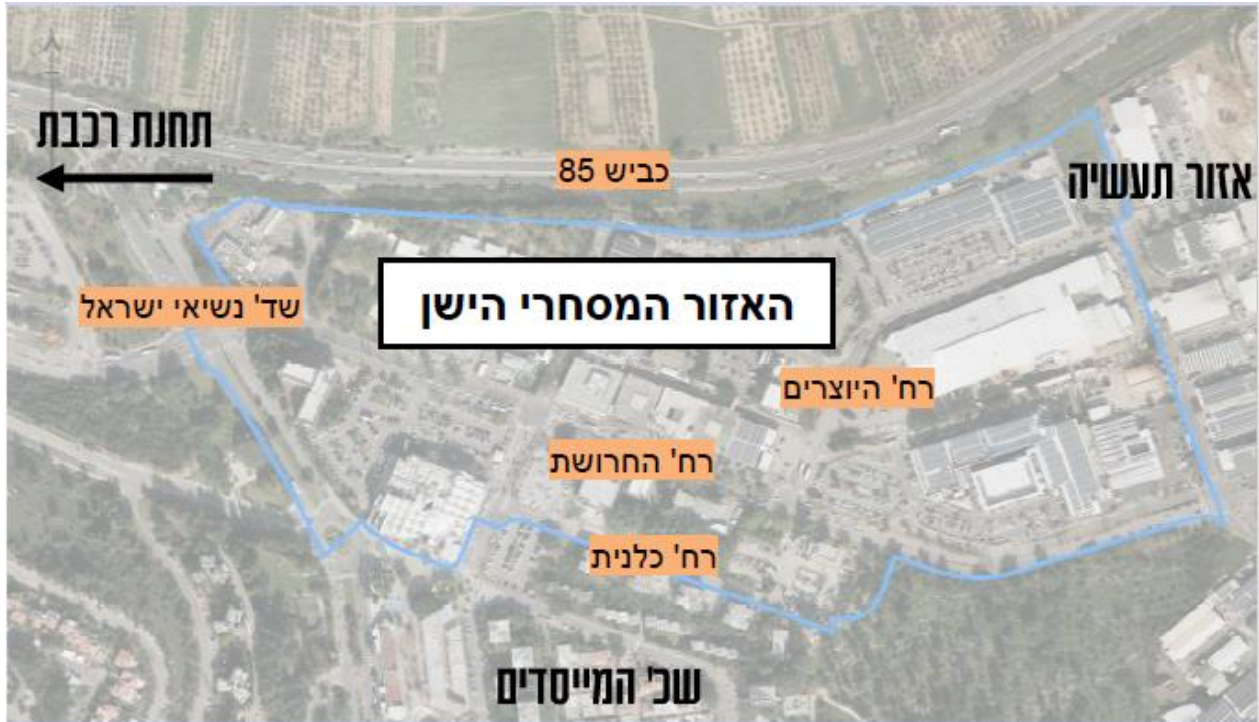 תחנת רכבת
כביש 85
אזור תעשיה
האזור המסחרי הישן
שד' נשיאי ישראל
רח' היוצרים
רח' החרושת
רח' כלנית
שכ' המייסדים